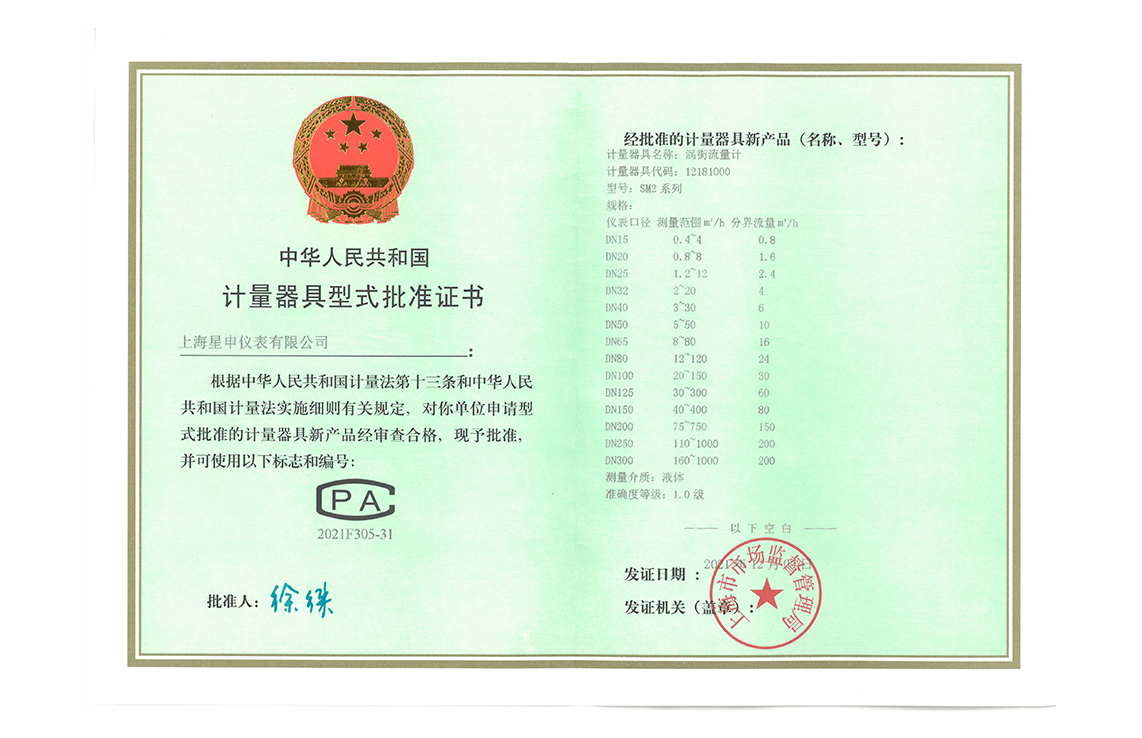 中华人民共和国
计量器具型式批准证书
上海星申仪表有限公司
:
根据中华人民共和国计量法第十三条和中华人民
共和国计量法实施细则有关规定，对你单位申请型
式批准的计量器具新产品经审查合格，现予批准，
并可使用以下标志和编号：
CPA
2021F305-31
批准人：
经批准的计量器具新产品（名称、型号）：
计量器具名称：涡街流量计
计量器具代码：12181000
型号：SM2 系列
规格：
仪表口径 测量范围 m³/h 分界流量 m³/h
DN15 0.4~4 0.8
DN20 0.8~8 1.6
DN25 1.2~12 2.4
DN32 2~20 4
DN40 3~30 6
DN50 5~50 10
DN65 8~80 16
DN80 12~120 24
DN100 20~150 30
DN125 30~300 60
DN150 40~400 80
DN200 75~750 150
DN250 110~1000 200
DN300 160~1000 200
测量介质：液体
准确度等级：1.0 级
—— 以下空白 ——
发证日期：
发证机关（盖章）：
上海市市场监督管理局